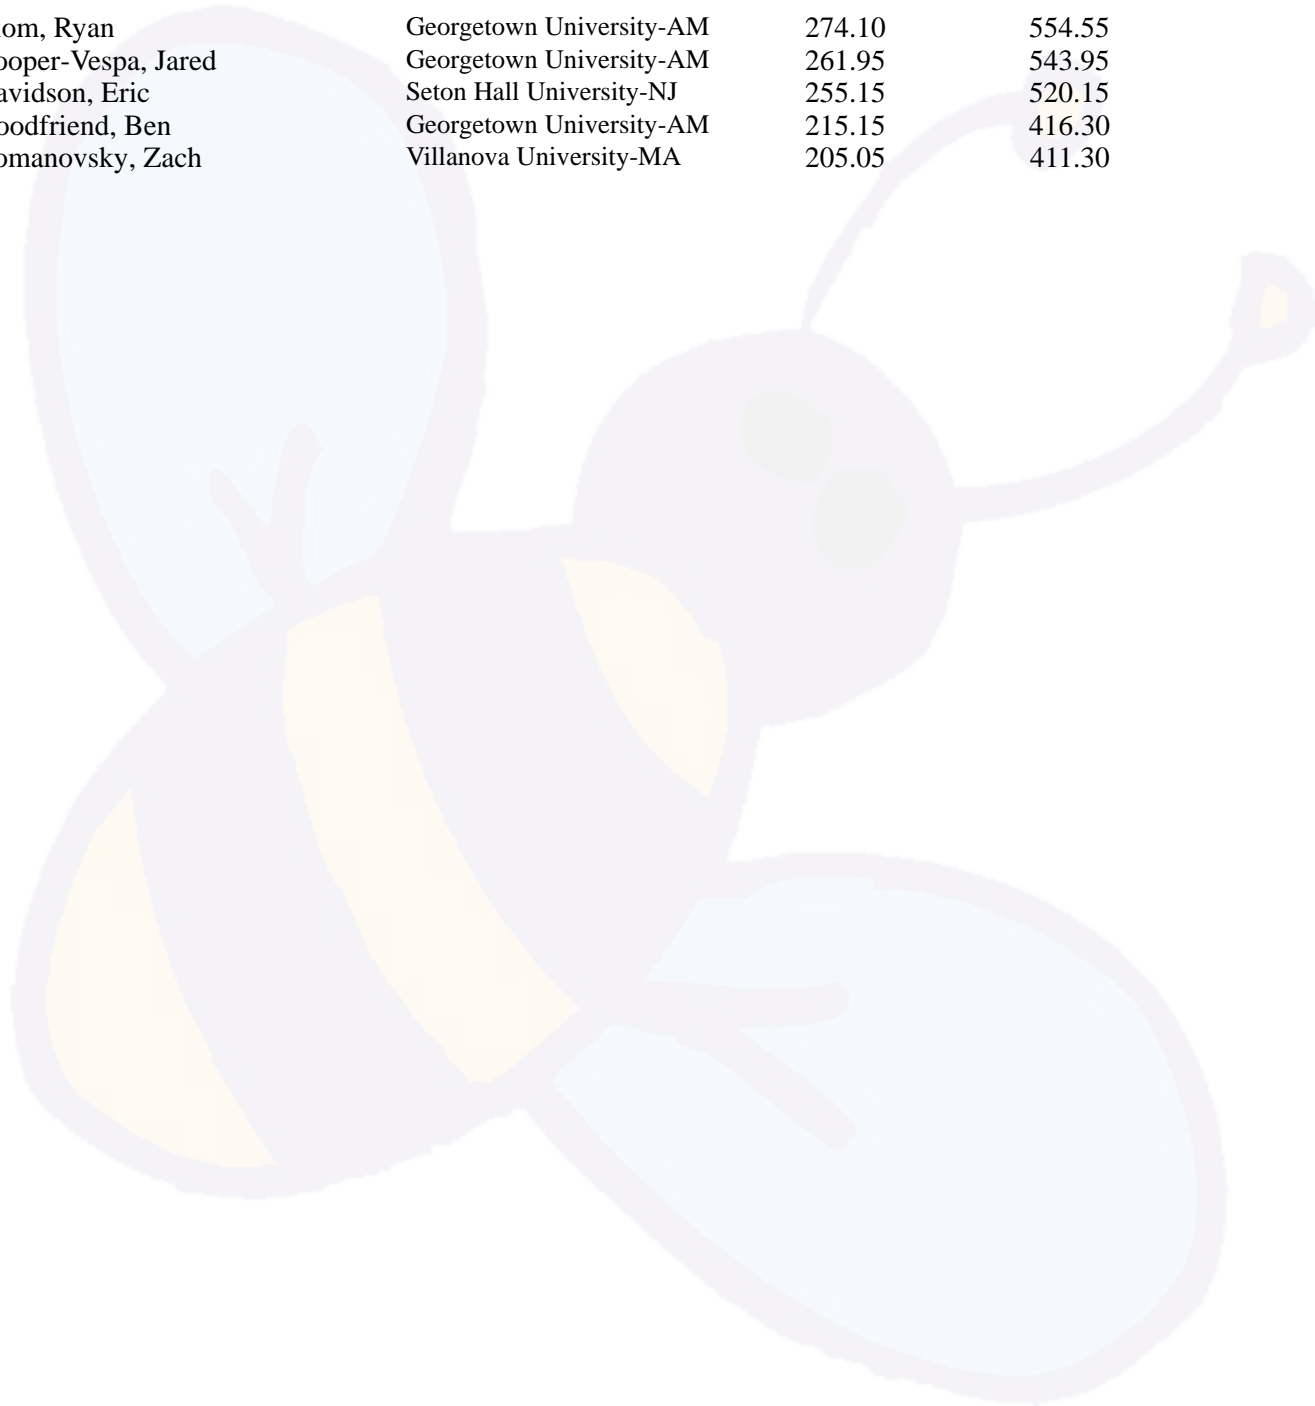 om, Ryan Georgetown University-AM 274.10 554.55
ooper-Vespa, Jared Georgetown University-AM 261.95 543.95
avidson, Eric Seton Hall University-NJ 255.15 520.15
oodfriend, Ben Georgetown University-AM 215.15 416.30
omanovsky, Zach Villanova University-MA 205.05 411.30